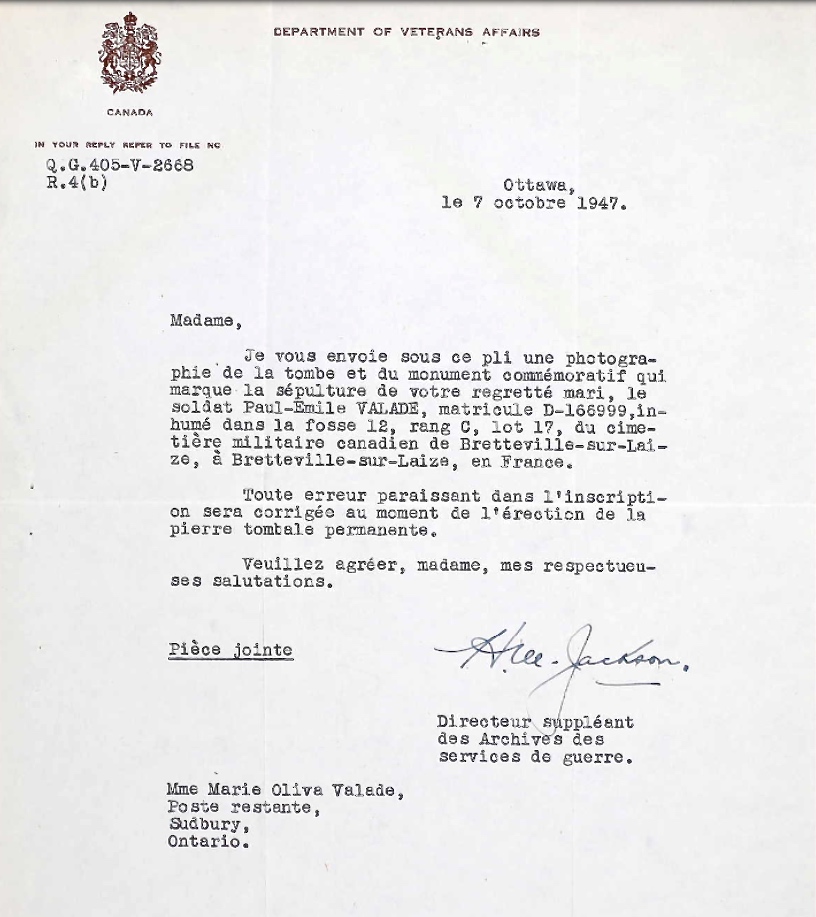 DEPARTMENT OF VETERANS AFFAIRS
CANADA
IN YOUR REPLY REFER TO FILE NO
Q.G.405-V-2668
R.4(b)
Ottawa,
le 7 octobre 1947.
Madame,
Je vous envoie sous ce pli une photogra-
phie de la tombe et du monument commémoratif qui
marque la sépulture de votre regretté mari, le
soldat Paul-Emile VALADE, matricule D-166999,in-
humé dans la fosse 12, rang C, lot 17, du cime-
tière militaire canadien de Bretteville-sur-Lai-
ze, à Bretteville-sur-Laize, en France.
Toute erreur paraissant dans l'inscripti-
on sera corrigée au moment de l'érection de la
pierre tombale permanente.
Veuillez agréer, madame, mes respectueu-
ses salutations.
Pièce jointe
Jackson.
Directeur suppléant
des Archives des
services de guerre.
Mme Marie Oliva Valade,
Poste restante,
Sudbury,
Ontario.